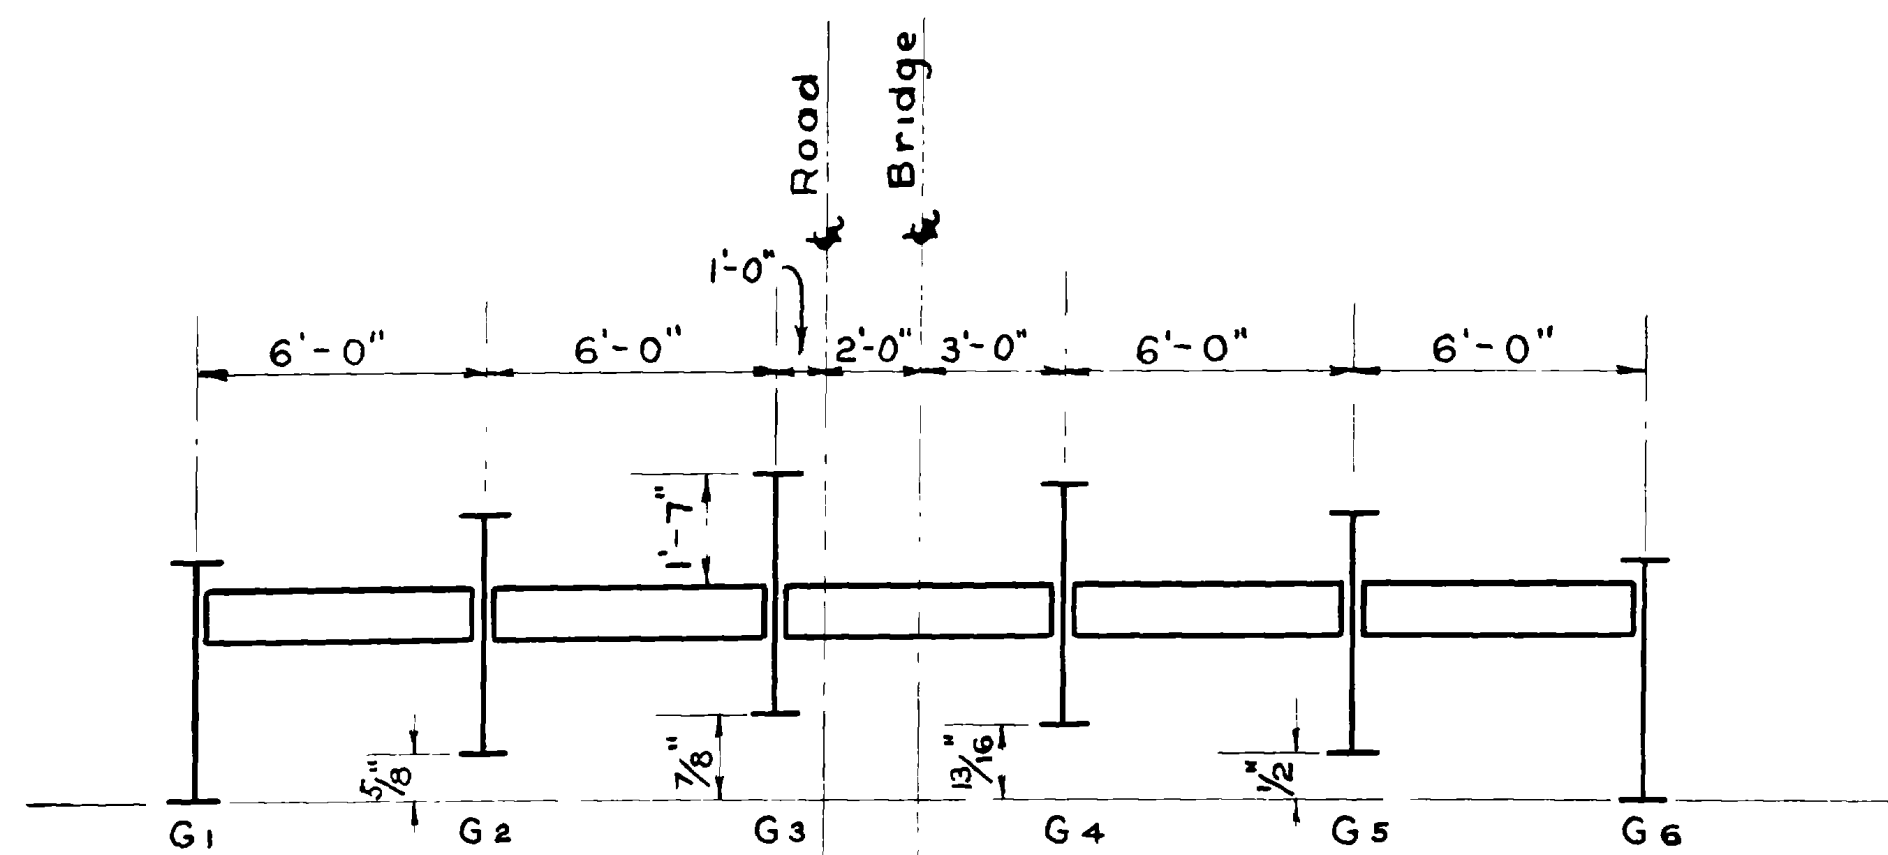 Road
Bridge
1'-0"
6'-0" 6'-0" 2'-0" 3'-0" 6'-0" 6'-0"
1'-7"
5/8" 7/8" 13/16" 1/2"
G1 G2 G3 G4 G5 G6